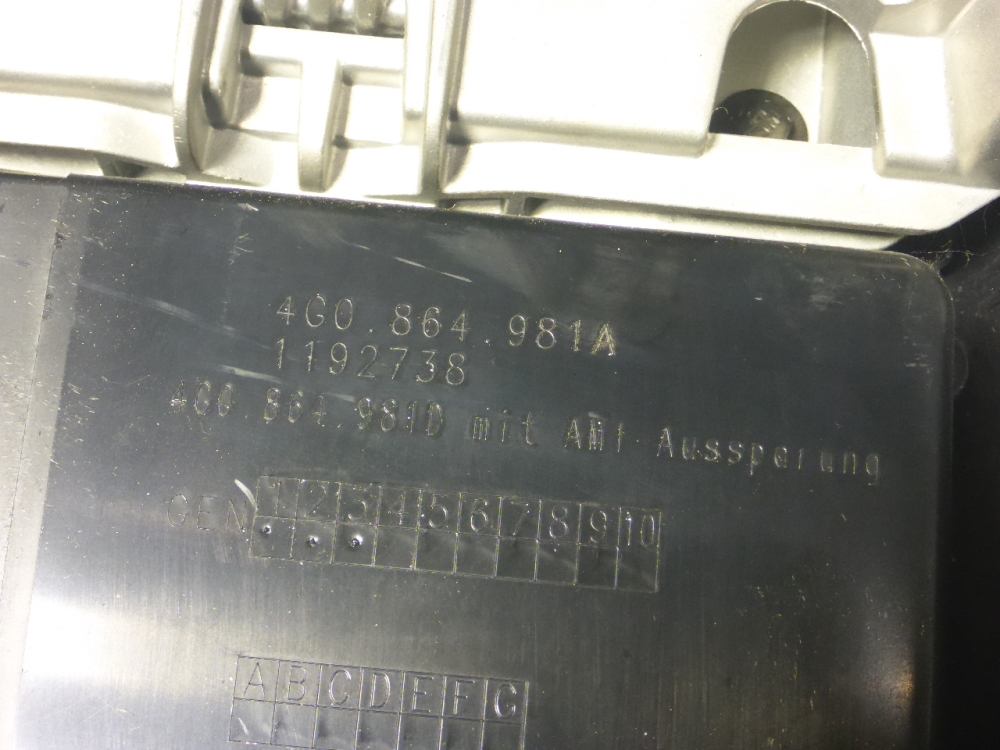 4G0.864.981A
1192738
4G0.864.981D mit AMI Aussparung
GEN 1 2 3 4 5 6 7 8 9 10
A B C D E F G